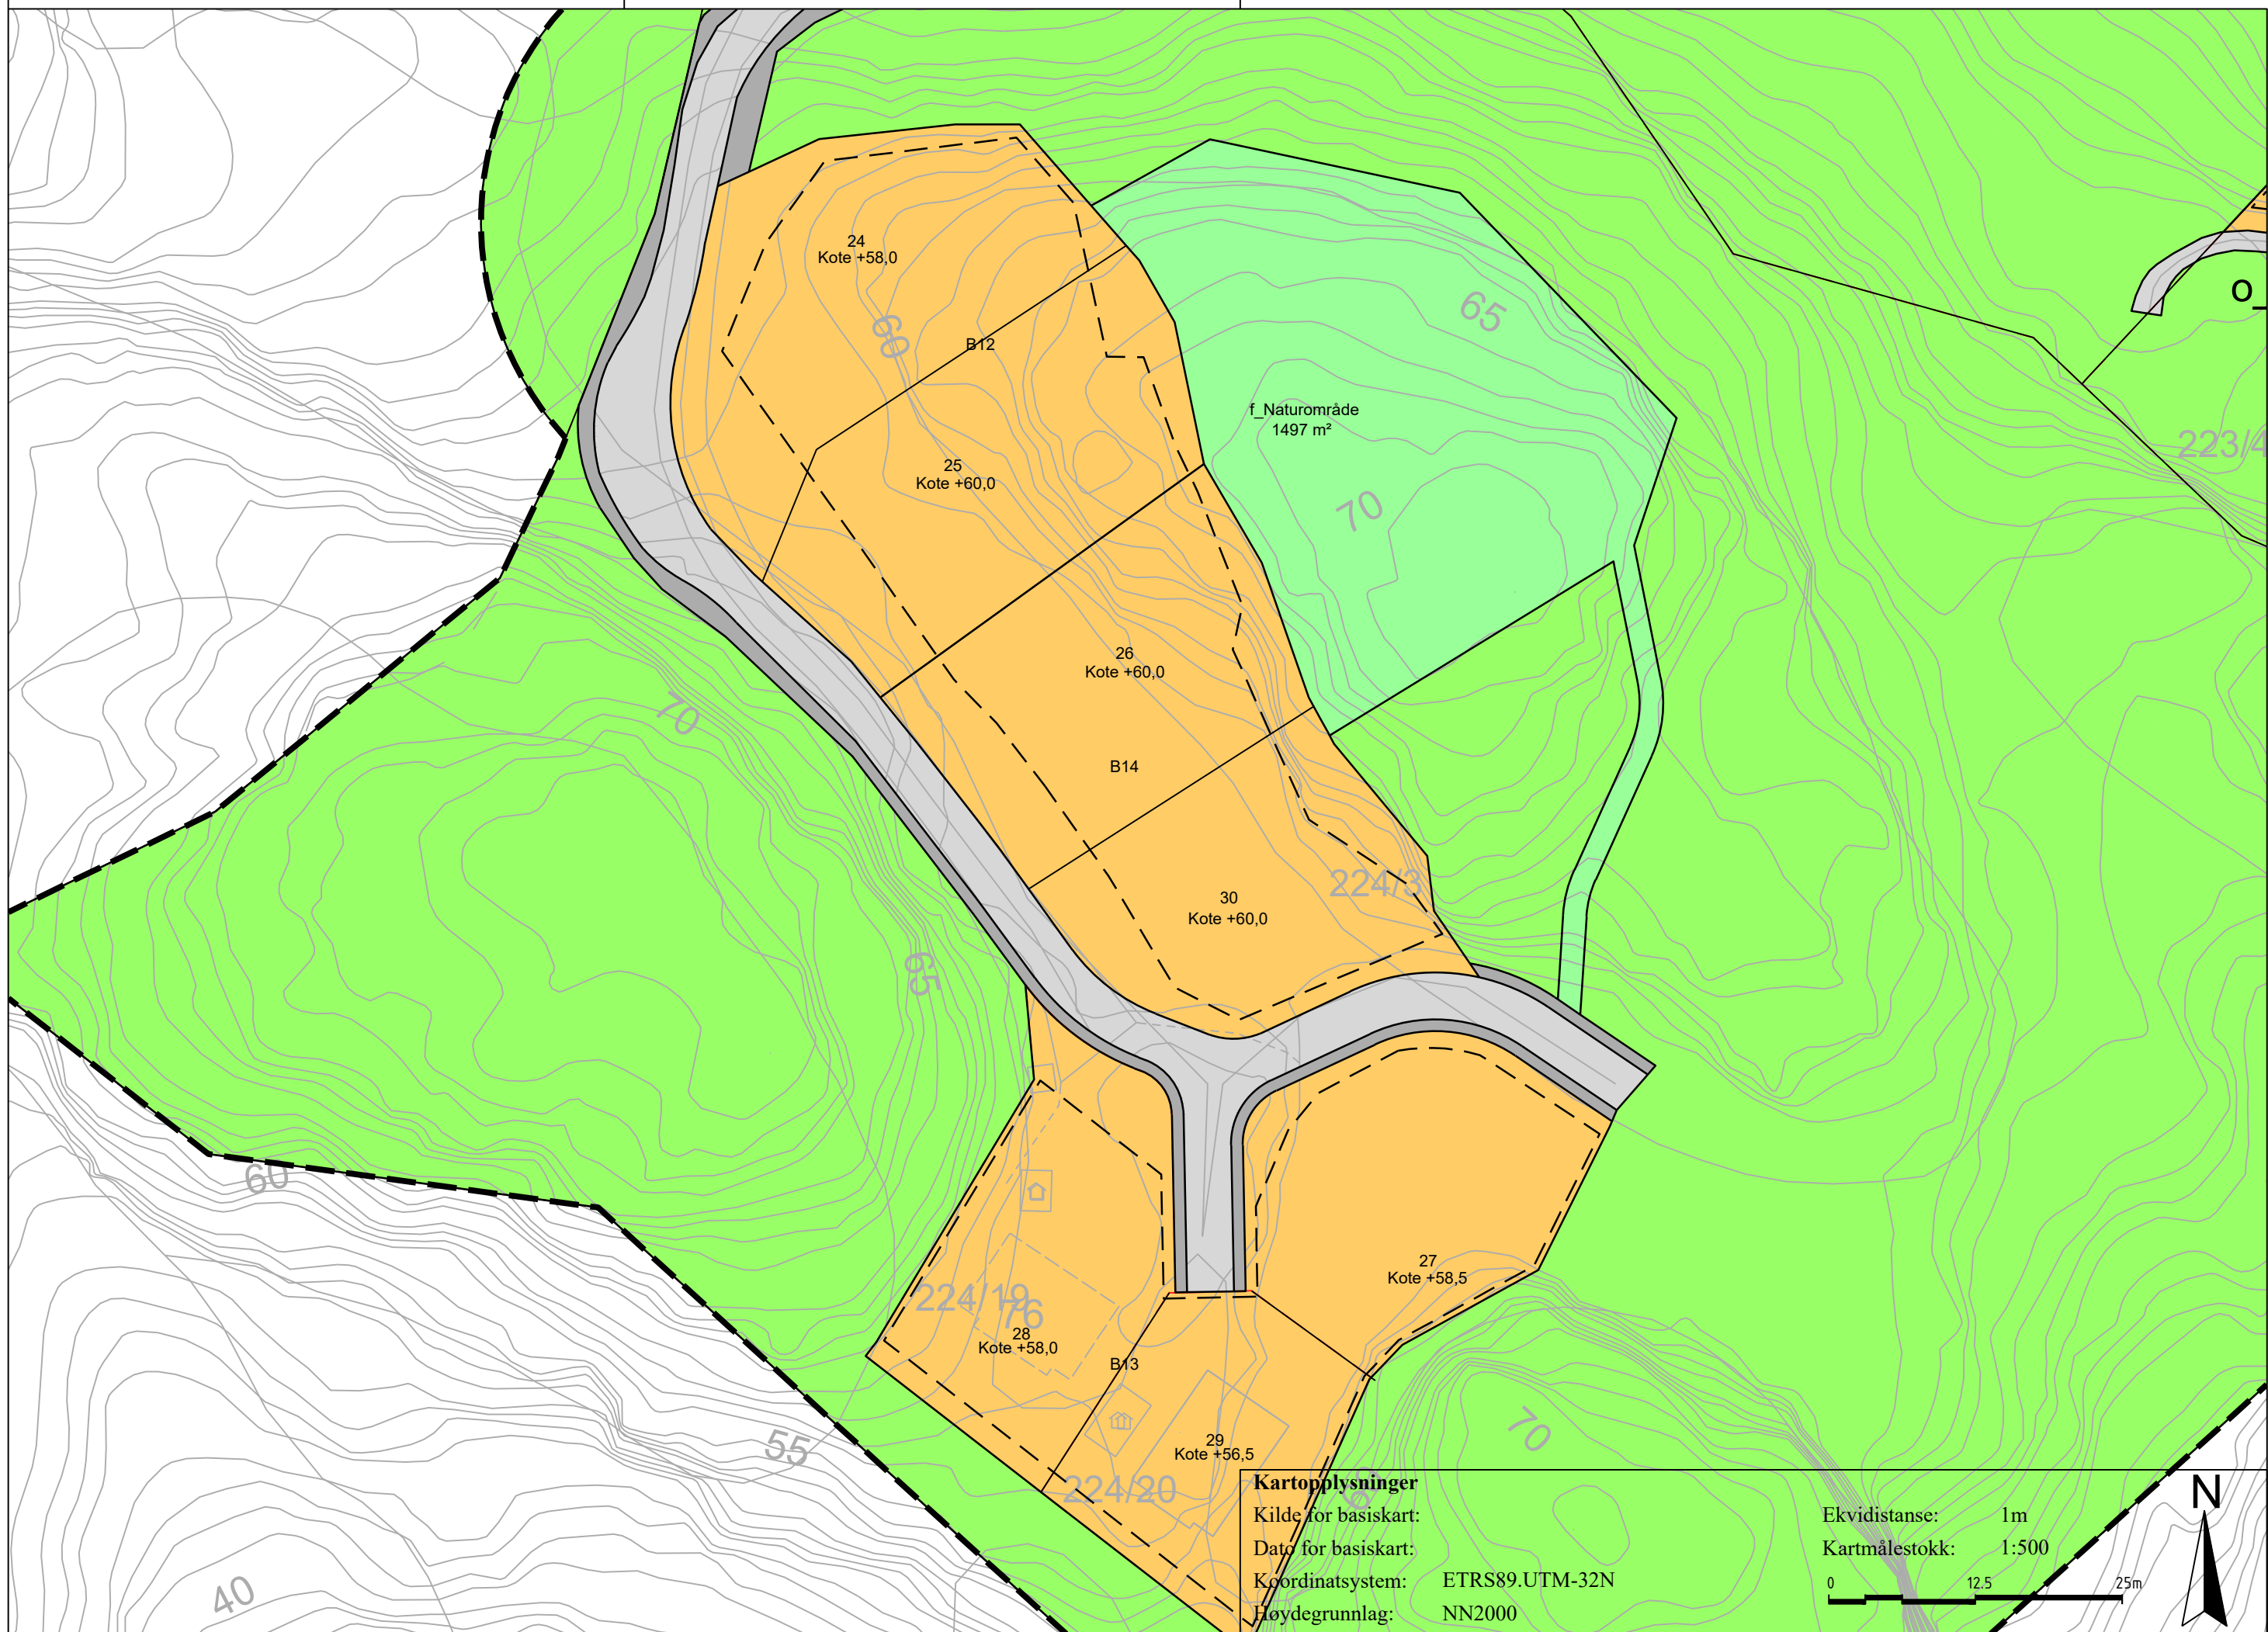 24
Kote +58,0
60
B12
65
O_
f_Naturområde
1497 m²
223/4
25
Kote +60,0
70
26
Kote +60,0
70
B14
224/3
30
Kote +60,0
65
60
27
Kote +58,5
224/19
76
28
Kote +58,0
B13
29
Kote +56,5
55
70
224/20
40
Kartopplysninger
Kilde for basiskart:
Dato for basiskart:
Koordinatsystem: ETRS89.UTM-32N
Høydegrunnlag: NN2000
Ekvidistanse: 1m
Kartmålestokk: 1:500
0 12.5 25m
N